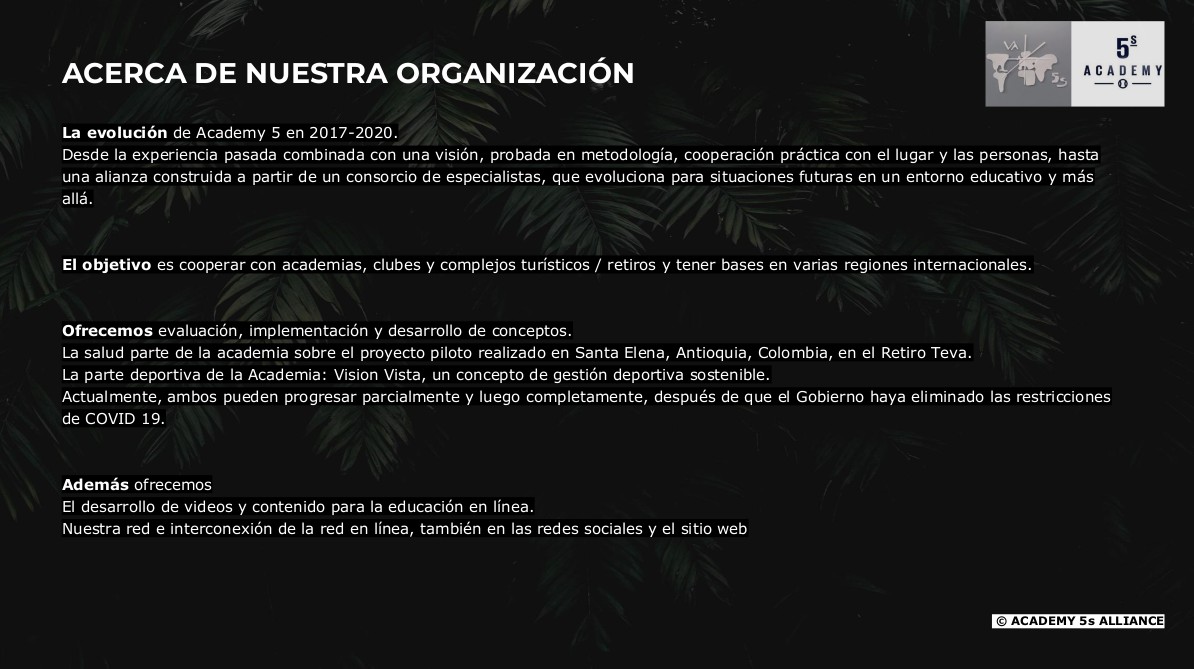 ACERCA DE NUESTRA ORGANIZACIÓN
VA
5s
5s
ACADEMY
La evolución de Academy 5 en 2017-2020.
Desde la experiencia pasada combinada con una visión, probada en metodología, cooperación práctica con el lugar y las personas, hasta
una alianza construida a partir de un consorcio de especialistas, que evoluciona para situaciones futuras en un entorno educativo y más
allá.
El objetivo es cooperar con academias, clubes y complejos turísticos / retiros y tener bases en varias regiones internacionales.
Ofrecemos evaluación, implementación y desarrollo de conceptos.
La salud parte de la academia sobre el proyecto piloto realizado en Santa Elena, Antioquia, Colombia, en el Retiro Teva.
La parte deportiva de la Academia: Vision Vista, un concepto de gestión deportiva sostenible.
Actualmente, ambos pueden progresar parcialmente y luego completamente, después de que el Gobierno haya eliminado las restricciones
de COVID 19.
Además ofrecemos
El desarrollo de videos y contenido para la educación en línea.
Nuestra red e interconexión de la red en línea, también en las redes sociales y el sitio web
© ACADEMY 5s ALLIANCE